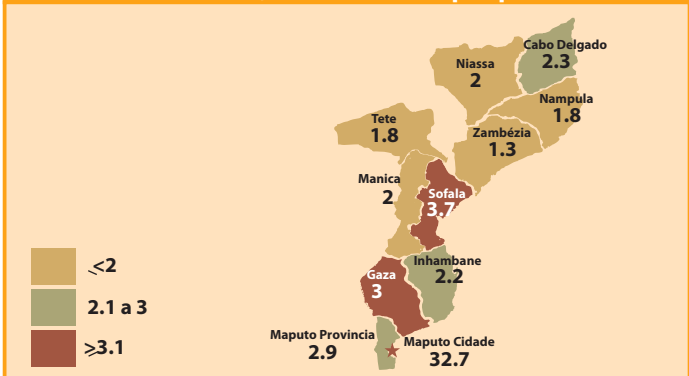 Cabo Delgado
2.3
Niassa
2
Nampula
1.8
Tete
1.8
Zambézia
1.3
Manica
2
Sofala
3.7
Inhambane
2.2
Gaza
3
≤2
2.1 a 3
≥3.1
Maputo Provincia
2.9
Maputo Cidade
32.7